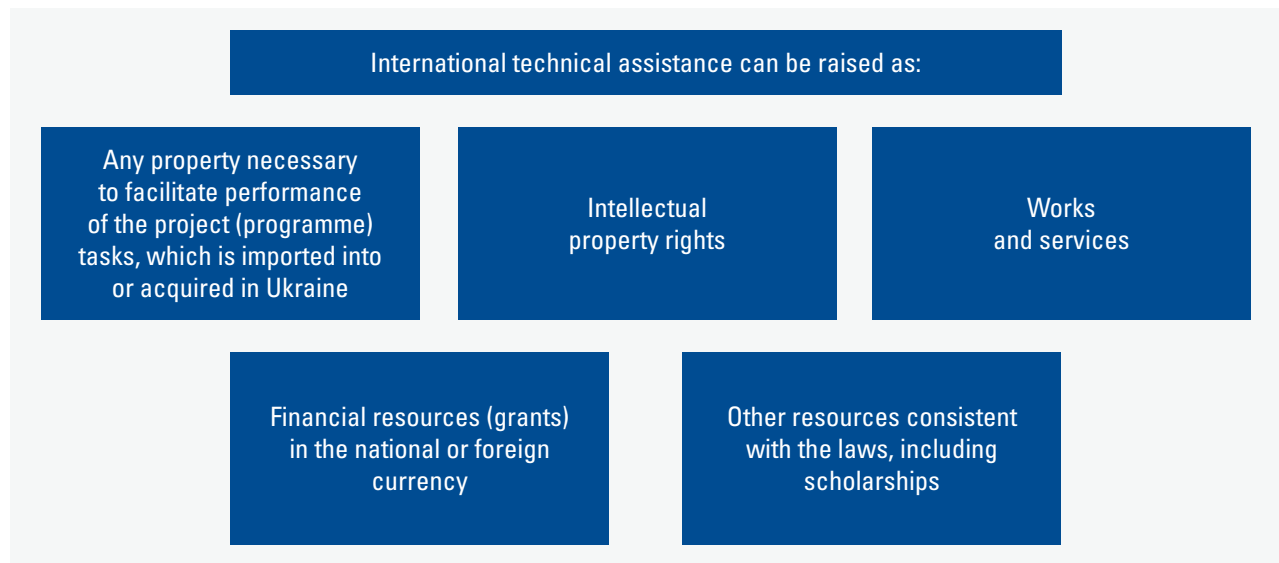 International technical assistance can be raised as:
Any property necessary
to facilitate performance
of the project (programme)
tasks, which is imported into
or acquired in Ukraine
Intellectual
property rights
Works
and services
Financial resources (grants)
in the national or foreign
currency
Other resources consistent
with the laws, including
scholarships